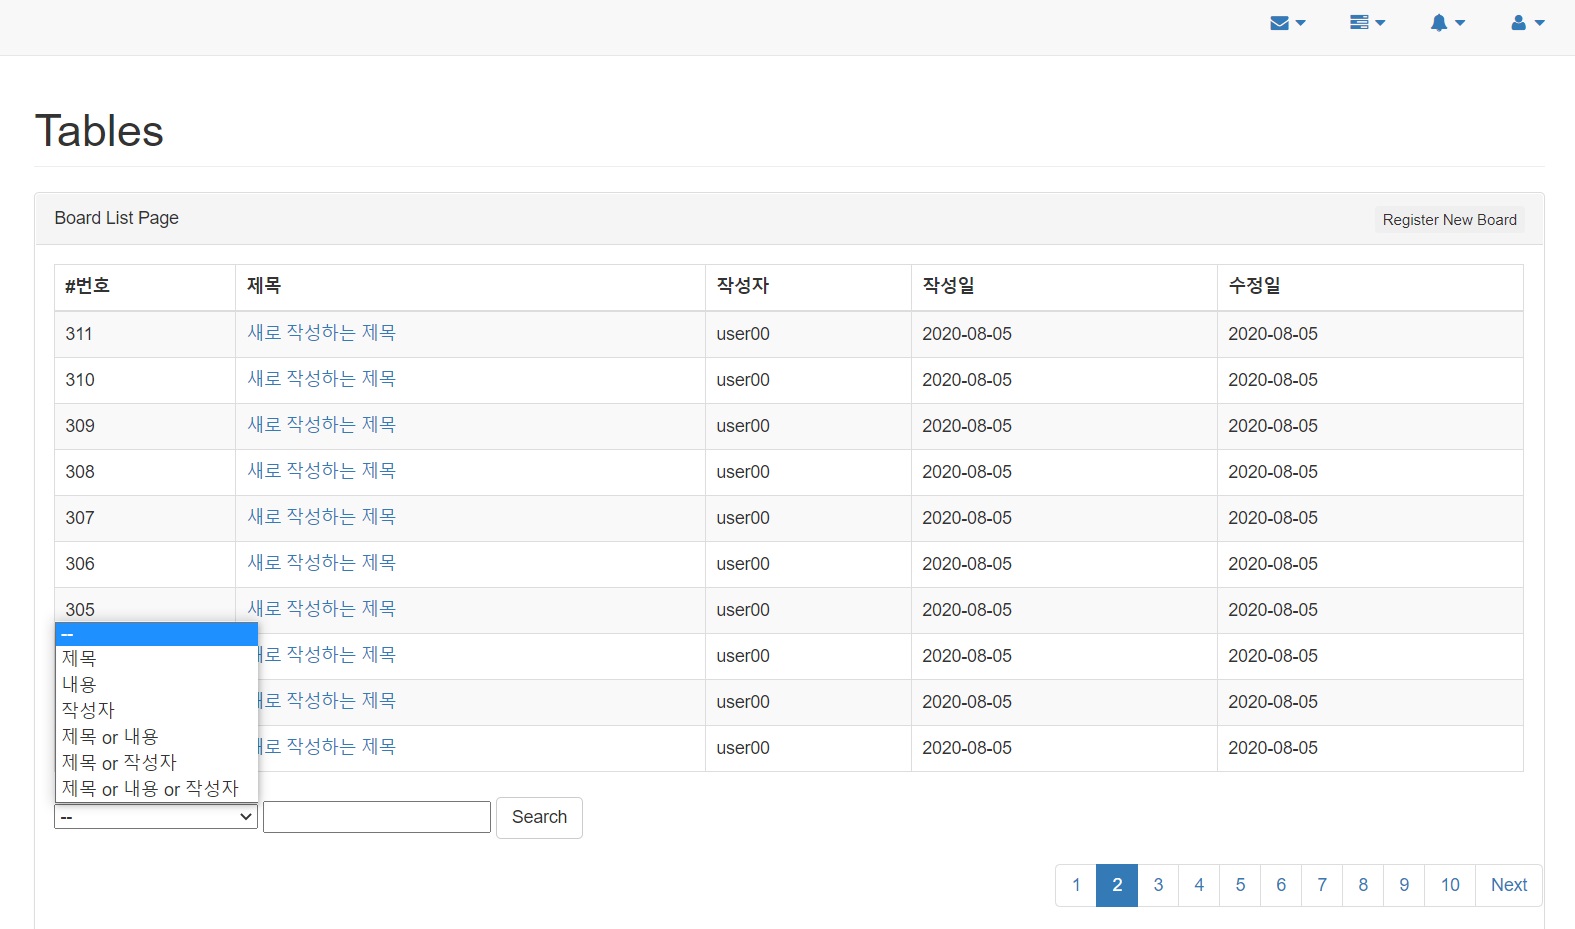 Tables
Board List Page Register New Board
#번호 제목 작성자 작성일 수정일
311 새로 작성하는 제목 user00 2020-08-05 2020-08-05
310 새로 작성하는 제목 user00 2020-08-05 2020-08-05
309 새로 작성하는 제목 user00 2020-08-05 2020-08-05
308 새로 작성하는 제목 user00 2020-08-05 2020-08-05
307 새로 작성하는 제목 user00 2020-08-05 2020-08-05
306 새로 작성하는 제목 user00 2020-08-05 2020-08-05
305 새로 작성하는 제목 user00 2020-08-05 2020-08-05
새로 작성하는 제목 user00 2020-08-05 2020-08-05
새로 작성하는 제목 user00 2020-08-05 2020-08-05
새로 작성하는 제목 user00 2020-08-05 2020-08-05
--
제목
내용
작성자
제목 or 내용
제목 or 작성자
제목 or 내용 or 작성자
-- Search
1 2 3 4 5 6 7 8 9 10 Next